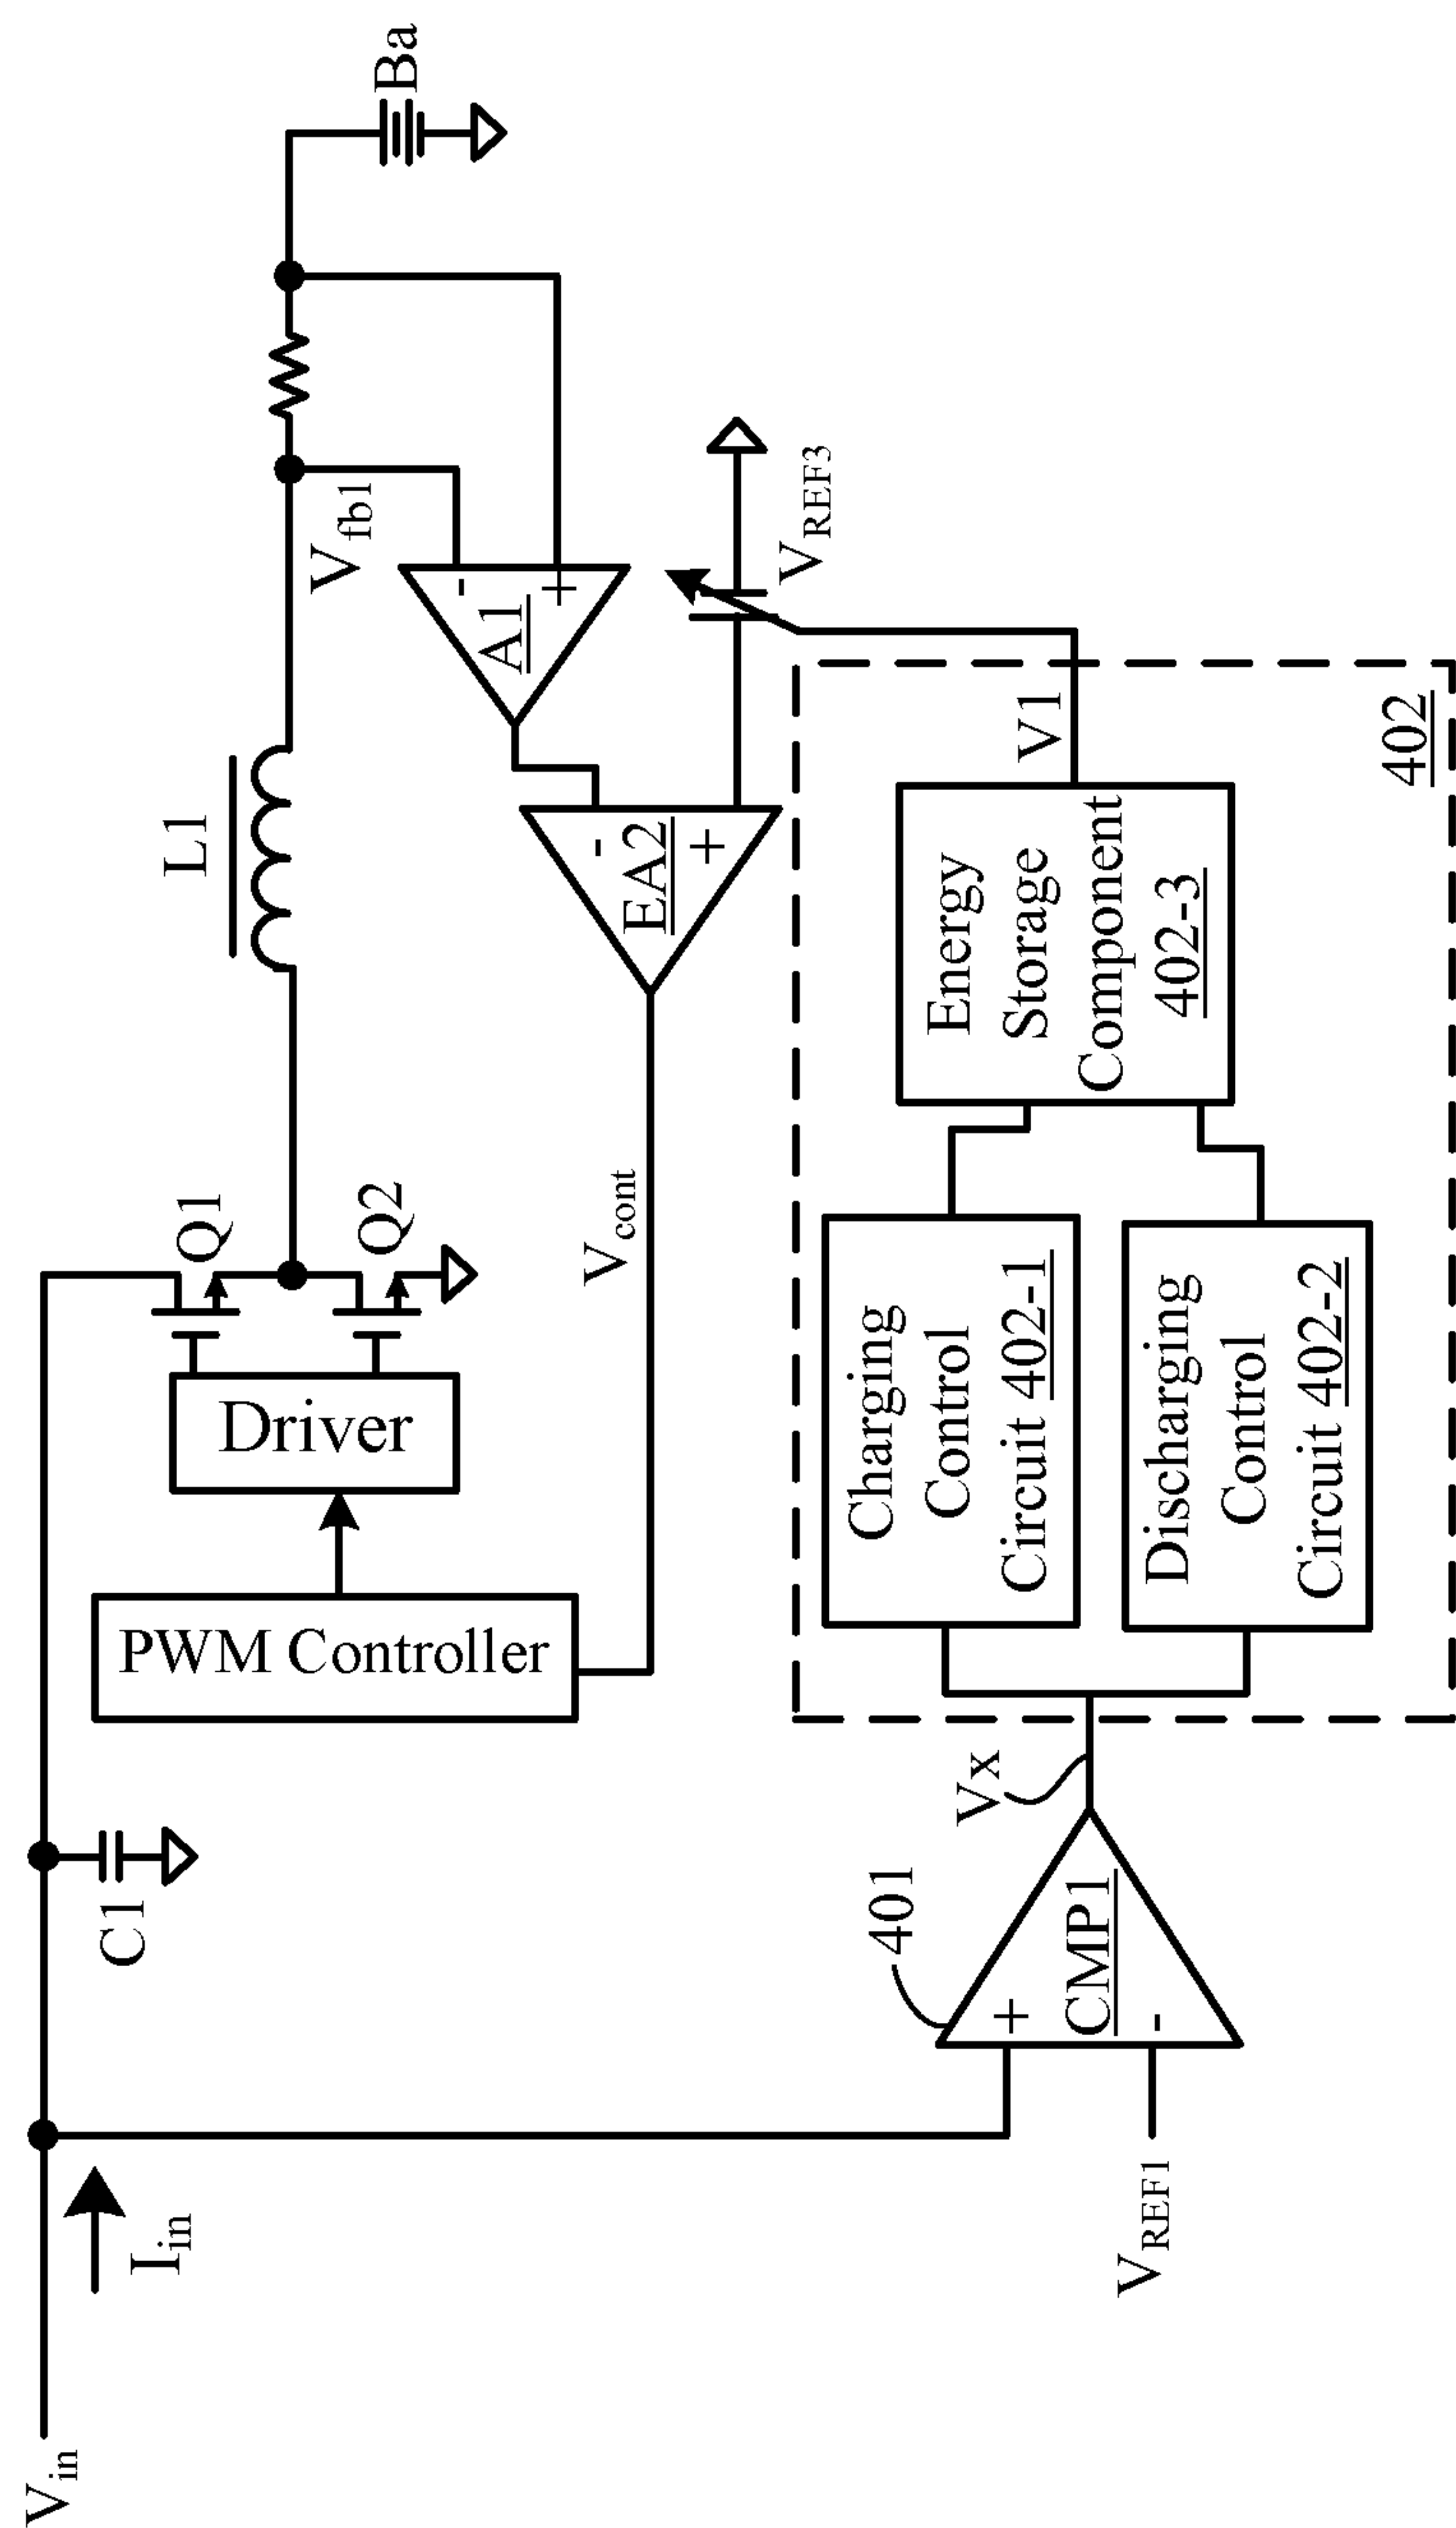 Vin
Iin
C1
PWM Controller
Driver
Q1
Q2
L1
Vfb1
Ba
A1
-
+
EA2
-
+
Vcont
VREF3
401
CMP1
+
-
VREF1
Vx
Charging
Control
Circuit 402-1
Discharging
Control
Circuit 402-2
Energy
Storage
Component
402-3
V1
402